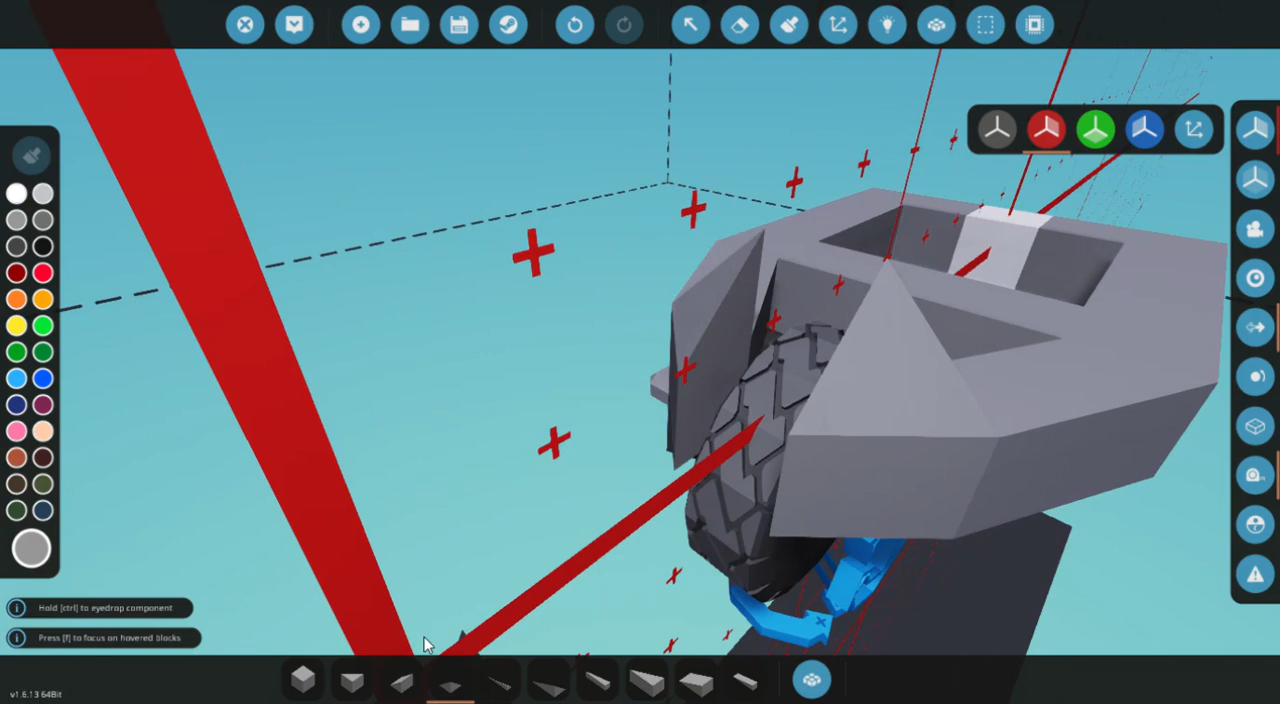 Hold [ctrl] to eyedrop component
Press [f] to focus on hovered blocks
v1.6.13 64Bit